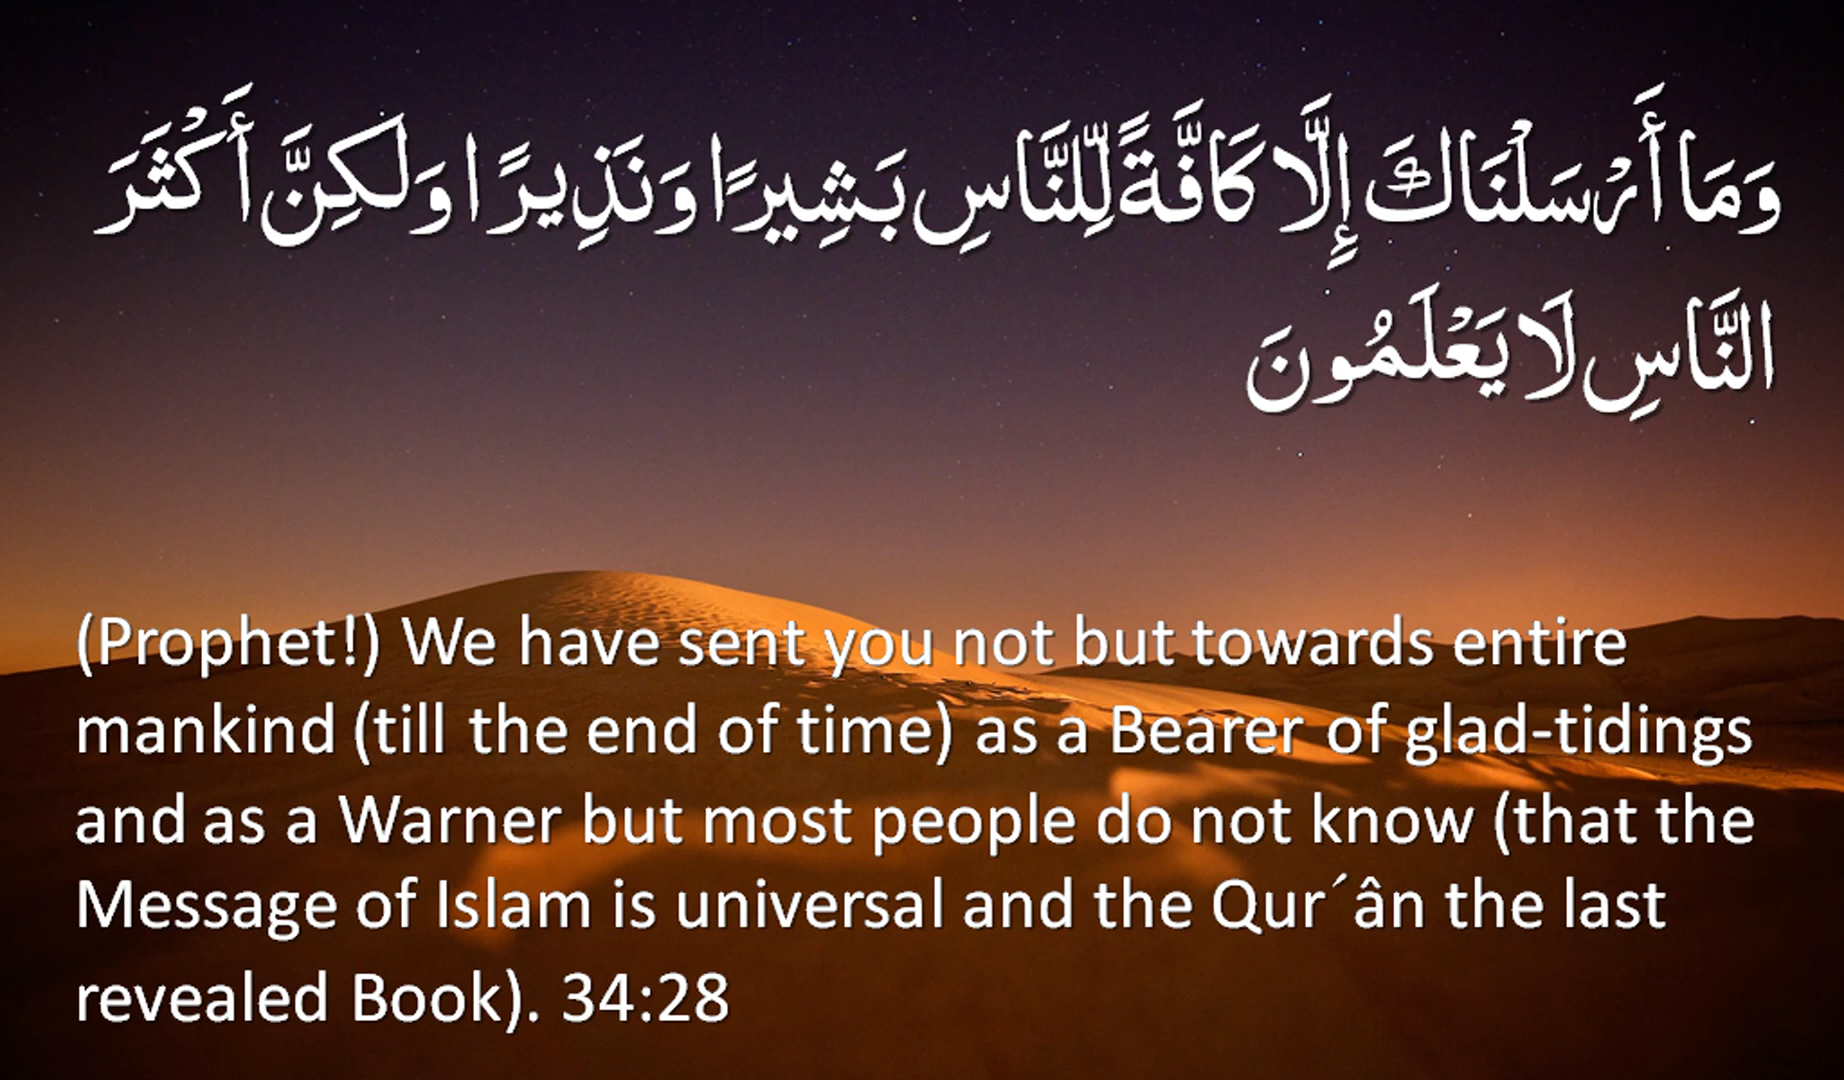 وَمَا أَرْسَلْنَاكَ إِلَّا كَافَّةً لِّلنَّاسِ بَشِيرًا وَنَذِيرًا وَلَٰكِنَّ أَكْثَرَ
النَّاسِ لَا يَعْلَمُونَ
(Prophet!) We have sent you not but towards entire
mankind (till the end of time) as a Bearer of glad-tidings
and as a Warner but most people do not know (that the
Message of Islam is universal and the Qur´ân the last
revealed Book). 34:28